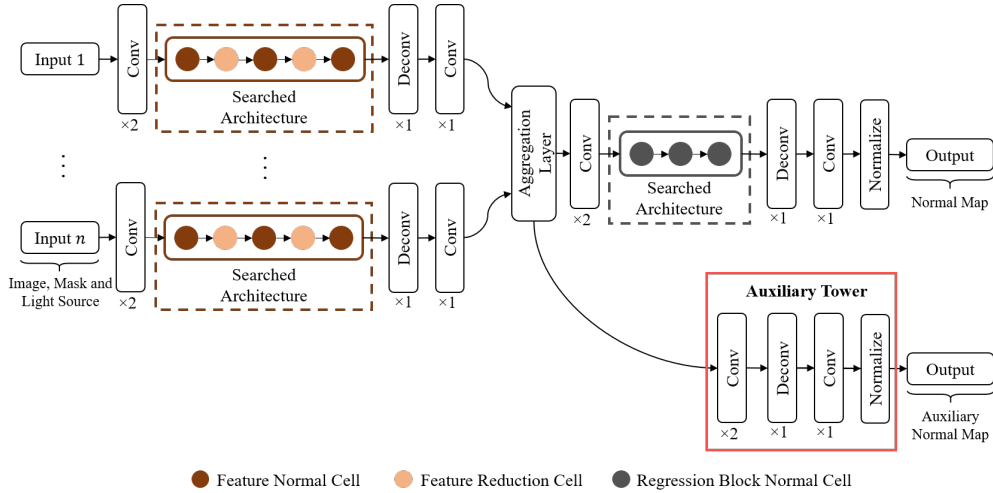 Input 1
Conv
×2
Searched
Architecture
Deconv
×1
Conv
×1
Input n
Image, Mask and
Light Source
Conv
×2
Searched
Architecture
Deconv
×1
Conv
×1
Aggregation
Layer
Conv
×2
Searched
Architecture
Deconv
×1
Conv
×1
Normalize
Output
Normal Map
Auxiliary Tower
Conv
×2
Deconv
×1
Conv
×1
Normalize
Output
Auxiliary
Normal Map
Feature Normal Cell
Feature Reduction Cell
Regression Block Normal Cell